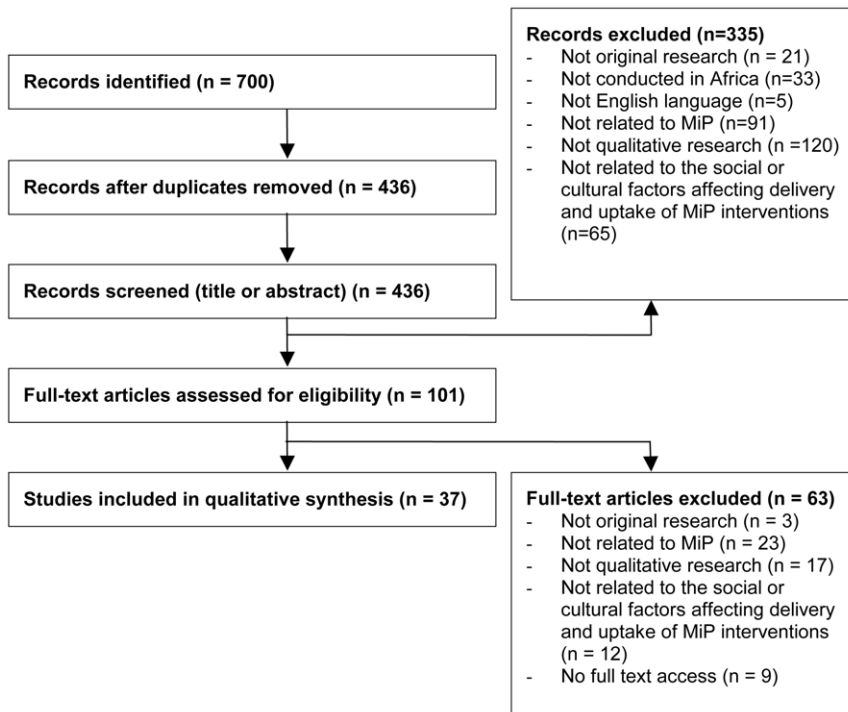 Records identified (n = 700)
Records after duplicates removed (n = 436)
Records screened (title or abstract) (n = 436)
Records excluded (n=335)
- Not original research (n = 21)
- Not conducted in Africa (n=33)
- Not English language (n=5)
- Not related to MiP (n=91)
- Not qualitative research (n =120)
- Not related to the social or
cultural factors affecting delivery
and uptake of MiP interventions
(n=65)
Full-text articles assessed for eligibility (n = 101)
Studies included in qualitative synthesis (n = 37)
Full-text articles excluded (n = 63)
- Not original research (n = 3)
- Not related to MiP (n = 23)
- Not qualitative research (n = 17)
- Not related to the social or
cultural factors affecting delivery
and uptake of MiP interventions
(n = 12)
- No full text access (n = 9)